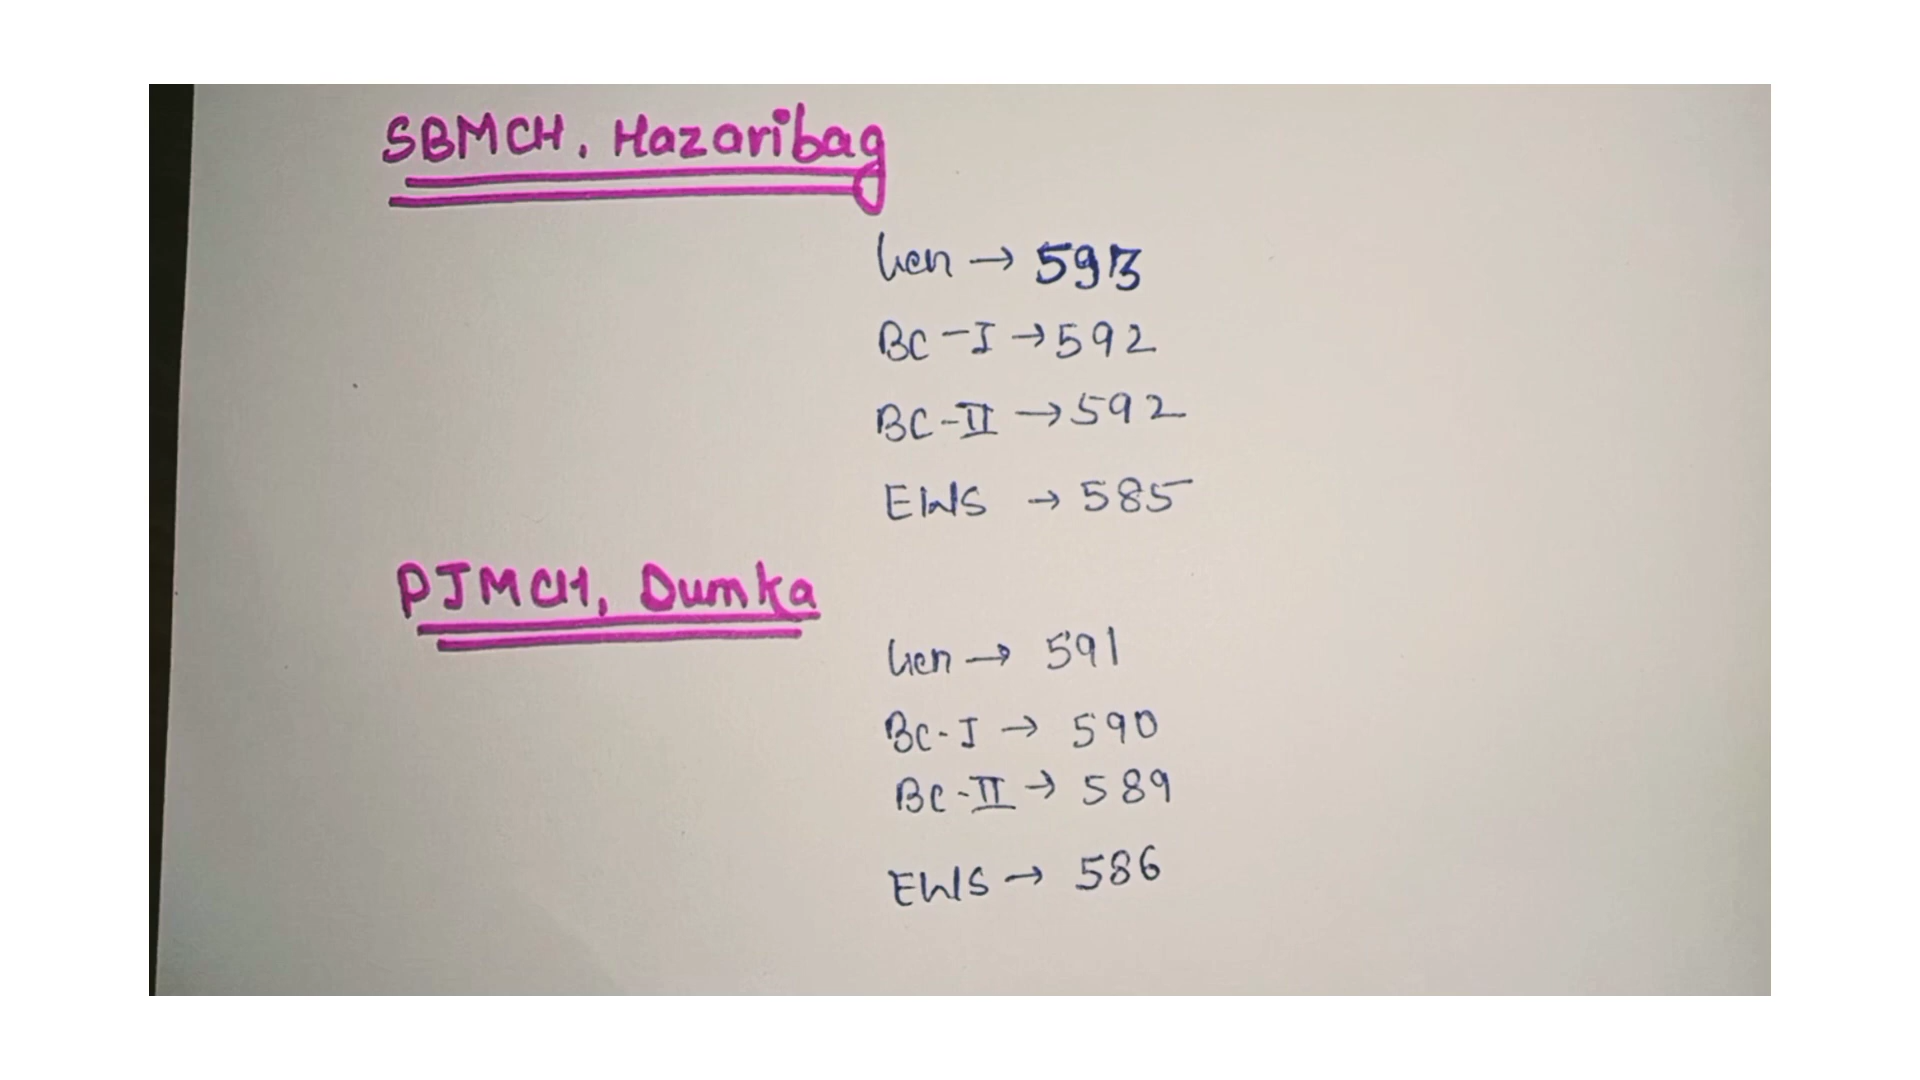 SBMCH, Hazaribag
Gen → 593
BC-I → 592
BC-II → 592
EWS → 585
PJMCH, Dumka
Gen → 591
BC-I → 590
BC-II → 589
EWS → 586